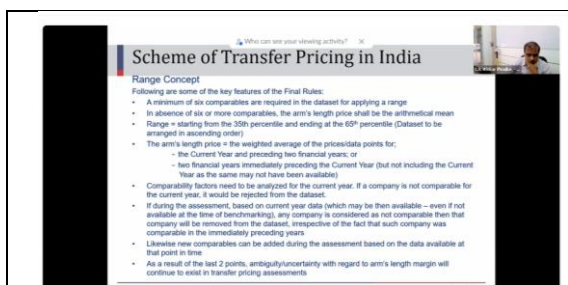 Who can see your viewing activity?
Scheme of Transfer Pricing in India
Range Concept
Following are some of the key features of the Final Rules:
• A minimum of six comparables are required in the dataset for applying a range
• In absence of six or more comparables, the arm's length price shall be the arithmetical mean
• Range = starting from the 35th percentile and ending at the 65th percentile (Dataset to be
arranged in ascending order)
• The arm's length price = the weighted average of the prices/data points for;
– the Current Year and preceding two financial years; or
– two financial years immediately preceding the Current Year (but not including the Current
Year as the same may not have been available)
• Comparability factors need to be analyzed for the current year. If a company is not comparable for
the current year, it would be rejected from the dataset.
• If during the assessment, based on current year data (which may be then available – even if not
available at the time of benchmarking), any company is considered as not comparable then that
company will be removed from the dataset, irrespective of the fact that such company was
comparable in the immediately preceding years
• Likewise new comparables can be added during the assessment based on the data available at
that point in time
• As a result of the last 2 points, ambiguity/uncertainty with regard to arm's length margin will
continue to exist in transfer pricing assessments